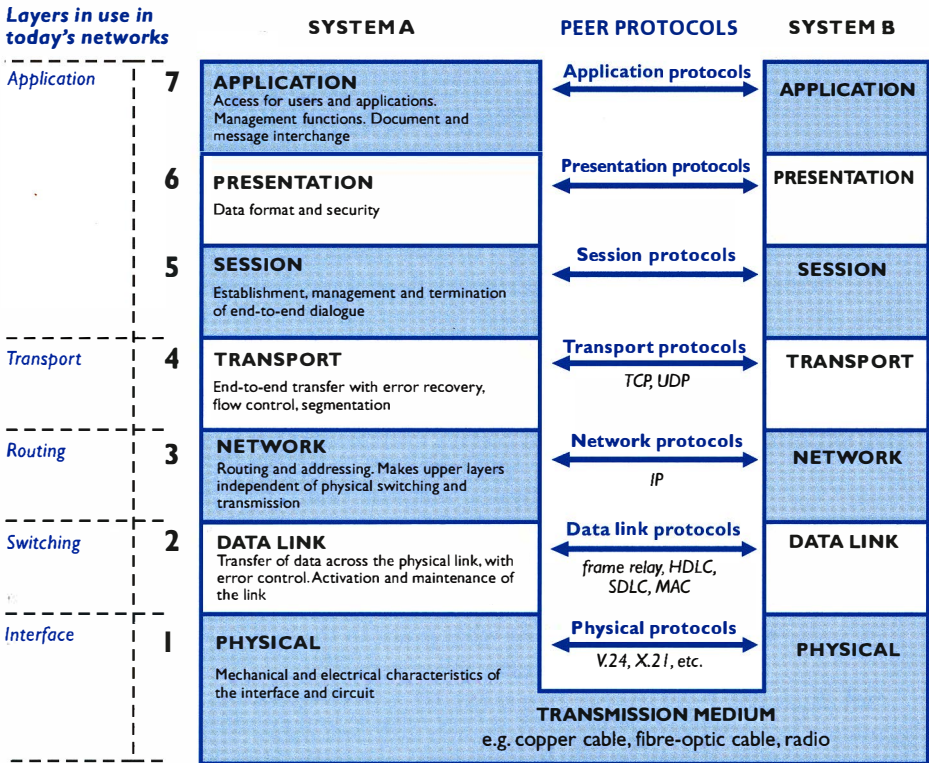 Layers in use in
today's networks
SYSTEM A
PEER PROTOCOLS
SYSTEM B
Application
7
APPLICATION
Access for users and applications.
Management functions. Document and
message interchange
Application protocols
APPLICATION
6
PRESENTATION
Data format and security
Presentation protocols
PRESENTATION
5
SESSION
Establishment, management and termination
of end-to-end dialogue
Session protocols
SESSION
Transport
4
TRANSPORT
End-to-end transfer with error recovery,
flow control, segmentation
Transport protocols
TCP, UDP
TRANSPORT
Routing
3
NETWORK
Routing and addressing. Makes upper layers
independent of physical switching and
transmission
Network protocols
IP
NETWORK
Switching
2
DATA LINK
Transfer of data across the physical link, with
error control. Activation and maintenance of
the link
Data link protocols
frame relay, HDLC,
SDLC, MAC
DATA LINK
Interface
1
PHYSICAL
Mechanical and electrical characteristics of
the interface and circuit
Physical protocols
V.24, X.21, etc.
PHYSICAL
TRANSMISSION MEDIUM
e.g. copper cable, fibre-optic cable, radio